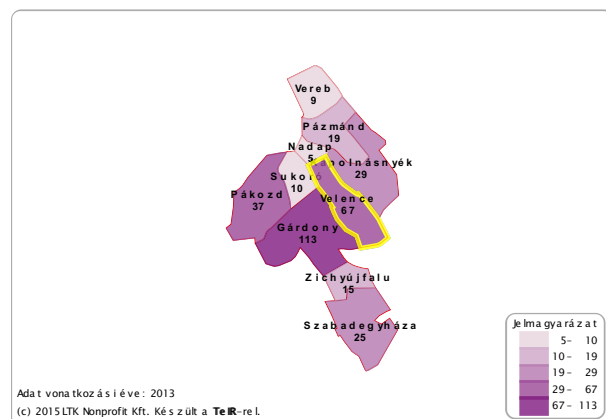 Vereb
9
Pázmánd
19
Nadap
5
Kápolnásnyék
29
Sukoró
10
Pákozd
37
Velence
67
Gárdony
113
Zichyújfalu
15
Szabadegyháza
25
Jelmagyarázat
5– 10
10 – 19
19 – 29
29 – 67
67 – 113
Adat vonatkozási éve: 2013
(c) 2015 LTK Nonprofit Kft. Készült a TeIR-rel.